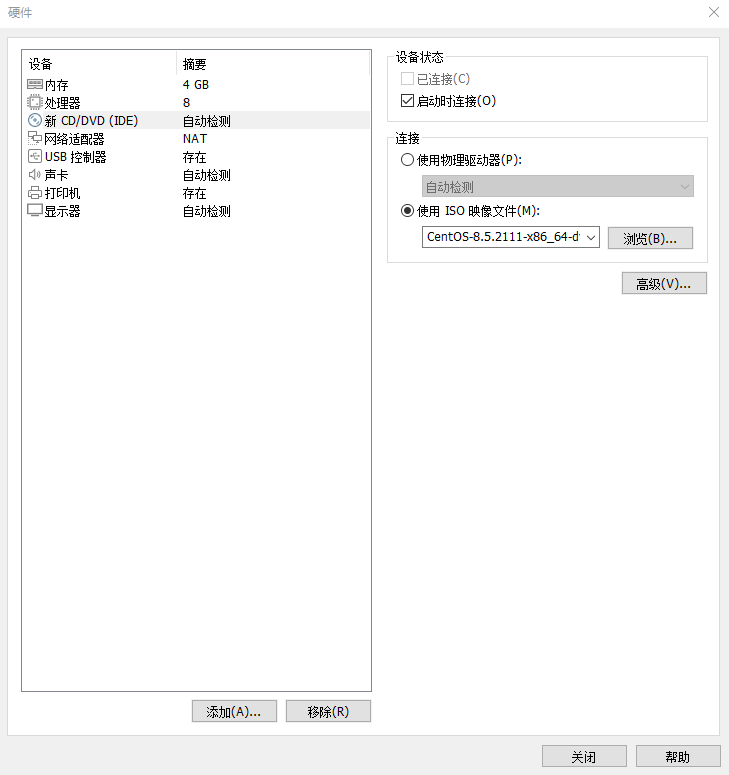 硬件
设备 摘要
内存 4 GB
处理器 8
新 CD/DVD (IDE) 自动检测
网络适配器 NAT
USB 控制器 存在
声卡 自动检测
打印机 存在
显示器 自动检测
添加(A)... 移除(R)
设备状态
已连接(C)
启动时连接(O)
连接
使用物理驱动器(P):
自动检测
使用 ISO 映像文件(M):
CentOS-8.5.2111-x86_64-d 浏览(B)...
高级(V)...
关闭 帮助